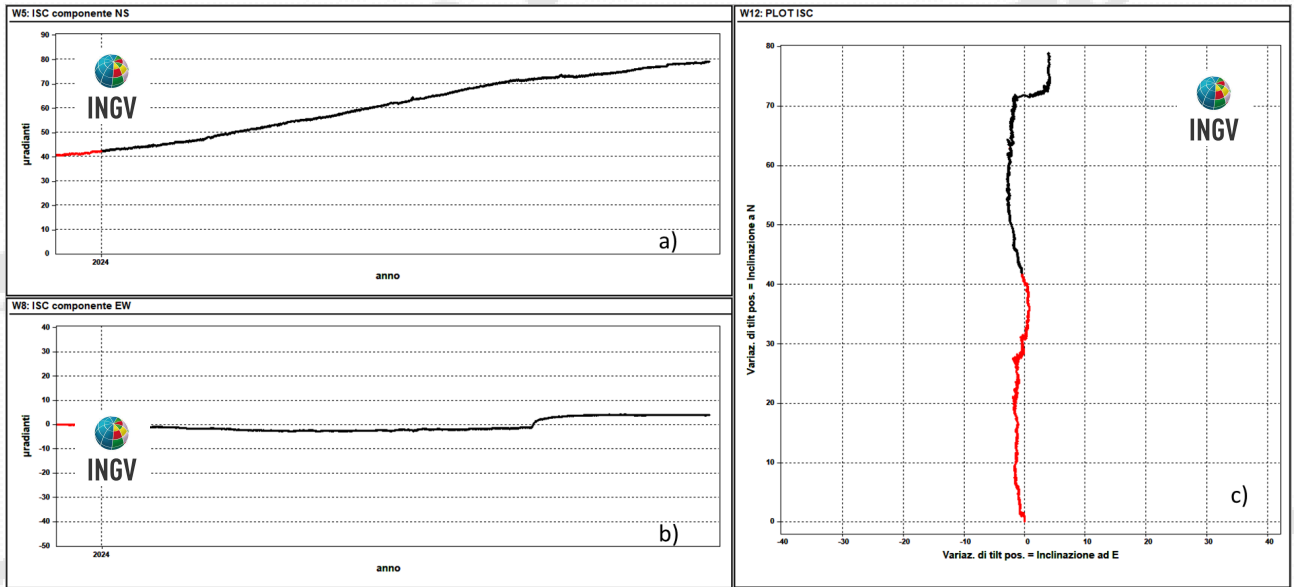 W5: ISC componente NS
90
80
70
60
50
40
30
20
10
0
µradianti
INGV
2024
anno
a)
W8: ISC componente EW
40
30
20
10
0
-10
-20
-30
-40
-50
µradianti
INGV
2024
anno
b)
W12: PLOT ISC
80
70
60
50
40
30
20
10
0
Variaz. di tilt pos. = Inclinazione a N
INGV
c)
-40 -30 -20 -10 0 10 20 30 40
Variaz. di tilt pos. = Inclinazione ad E